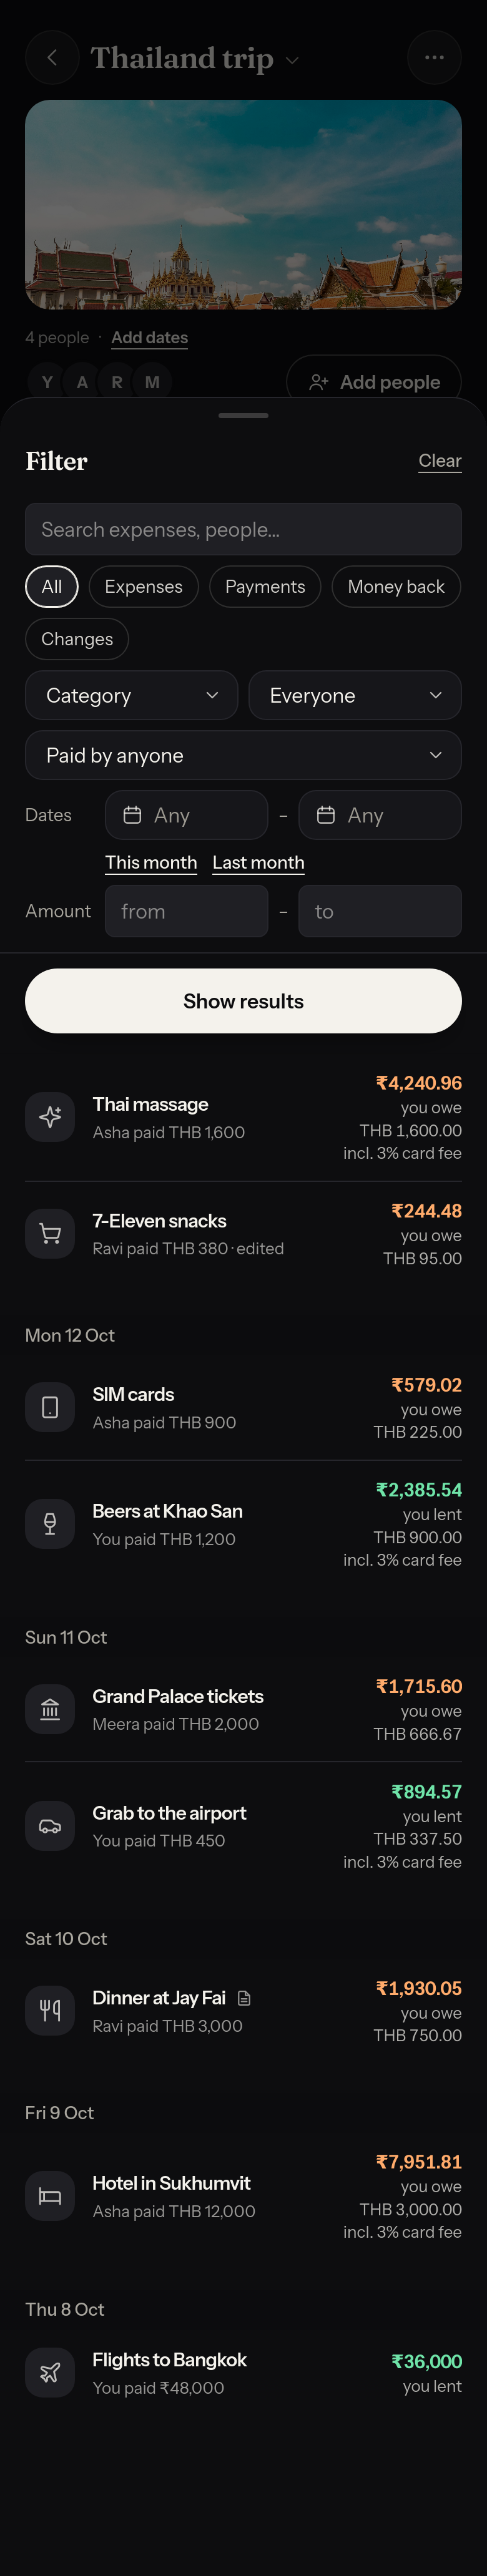 Thailand trip
4 people · Add dates
Y A R M
Add people
Filter
Clear
Search expenses, people...
All
Expenses
Payments
Money back
Changes
Category
Everyone
Paid by anyone
Dates
Any
–
Any
This month
Last month
Amount
from
–
to
Show results
Thai massage
Asha paid THB 1,600
₹4,240.96
you owe
THB 1,600.00
incl. 3% card fee
7-Eleven snacks
Ravi paid THB 380 · edited
₹244.48
you owe
THB 95.00
Mon 12 Oct
SIM cards
Asha paid THB 900
₹579.02
you owe
THB 225.00
Beers at Khao San
You paid THB 1,200
₹2,385.54
you lent
THB 900.00
incl. 3% card fee
Sun 11 Oct
Grand Palace tickets
Meera paid THB 2,000
₹1,715.60
you owe
THB 666.67
Grab to the airport
You paid THB 450
₹894.57
you lent
THB 337.50
incl. 3% card fee
Sat 10 Oct
Dinner at Jay Fai
Ravi paid THB 3,000
₹1,930.05
you owe
THB 750.00
Fri 9 Oct
Hotel in Sukhumvit
Asha paid THB 12,000
₹7,951.81
you owe
THB 3,000.00
incl. 3% card fee
Thu 8 Oct
Flights to Bangkok
You paid ₹48,000
₹36,000
you lent